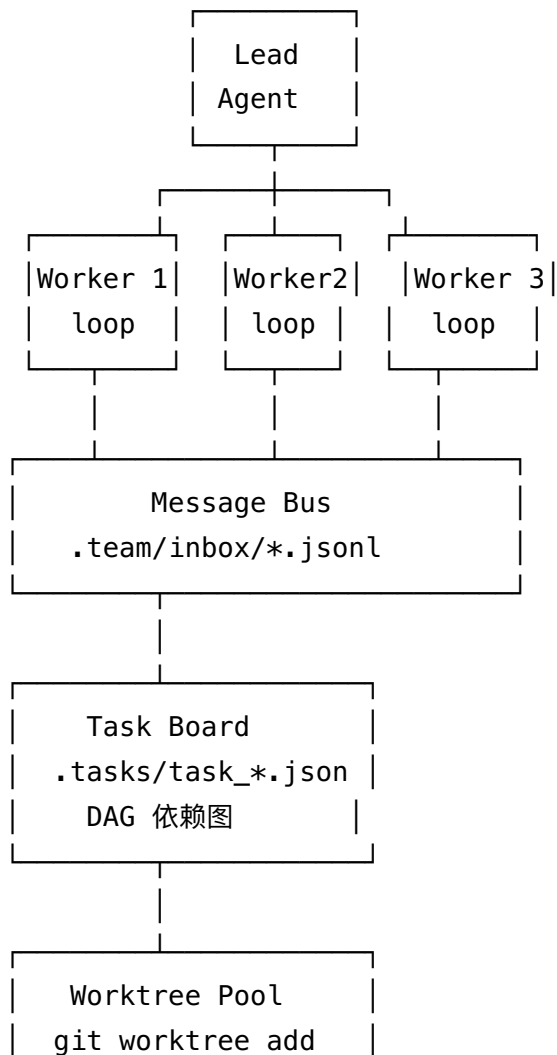 Lead
Agent
Worker 1 Worker2 Worker 3
loop loop loop
Message Bus
.team/inbox/*.jsonl
Task Board
.tasks/task_*.json
DAG 依赖图
Worktree Pool
git worktree add